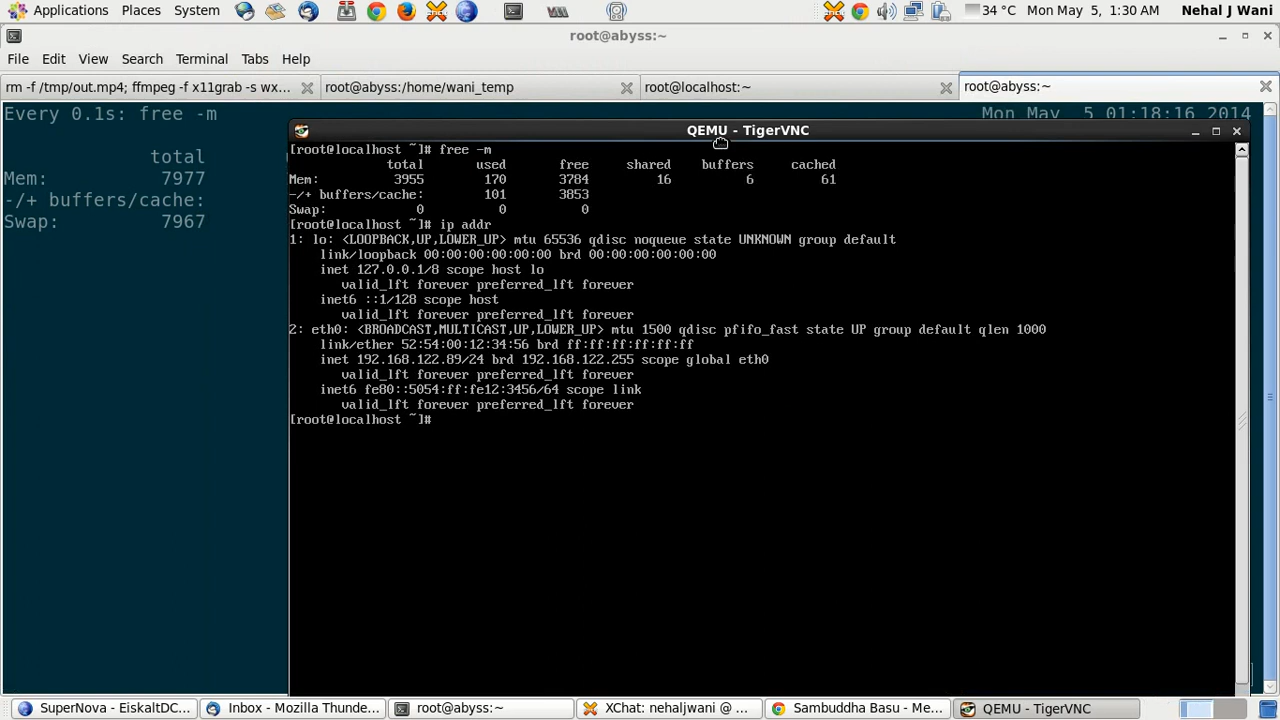 Applications Places System 34 °C Mon May 5, 1:30 AM Nehal J Wani
root@abyss:~
File Edit View Search Terminal Tabs Help
rm -f /tmp/out.mp4; ffmpeg -f x11grab -s wx... root@abyss:/home/wani_temp root@localhost:~ root@abyss:~
Every 0.1s: free -m Mon May 5 01:18:16 2014
total
Mem: 7977
-/+ buffers/cache:
Swap: 7967
QEMU - TigerVNC
[root@localhost ~]# free -m
total used free shared buffers cached
Mem: 3955 170 3784 16 6 61
-/+ buffers/cache: 101 3853
Swap: 0 0 0
[root@localhost ~]# ip addr
1: lo: <LOOPBACK,UP,LOWER_UP> mtu 65536 qdisc noqueue state UNKNOWN group default
link/loopback 00:00:00:00:00:00 brd 00:00:00:00:00:00
inet 127.0.0.1/8 scope host lo
valid_lft forever preferred_lft forever
inet6 ::1/128 scope host
valid_lft forever preferred_lft forever
2: eth0: <BROADCAST,MULTICAST,UP,LOWER_UP> mtu 1500 qdisc pfifo_fast state UP group default qlen 1000
link/ether 52:54:00:12:34:56 brd ff:ff:ff:ff:ff:ff
inet 192.168.122.89/24 brd 192.168.122.255 scope global eth0
valid_lft forever preferred_lft forever
inet6 fe80::5054:ff:fe12:3456/64 scope link
valid_lft forever preferred_lft forever
[root@localhost ~]#
SuperNova - EiskaltDC... Inbox - Mozilla Thunde... root@abyss:~ XChat: nehaljwani @ ... Sambuddha Basu - Me... QEMU - TigerVNC